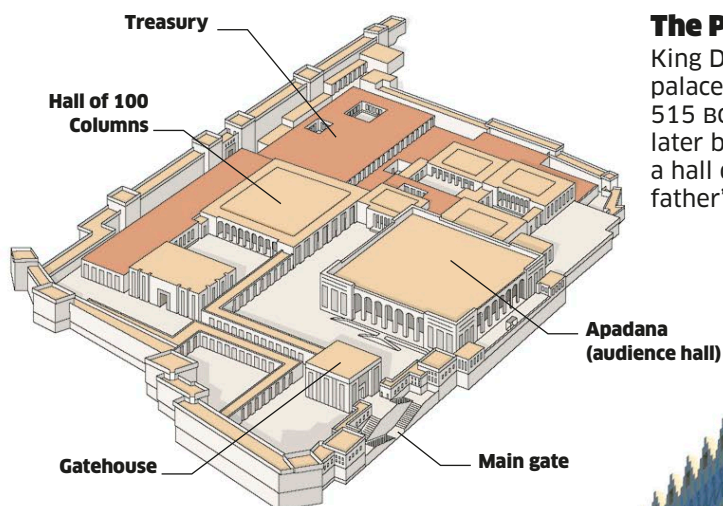 Treasury
Hall of 100
Columns
Apadana
(audience hall)
Gatehouse
Main gate
The P
King D
palace
515 BC
later b
a hall
father'